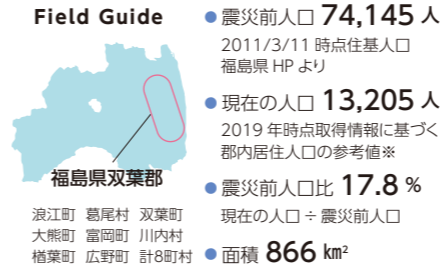 Field Guide
福島県双葉郡
浪江町 葛尾村 双葉町
大熊町 富岡町 川内村
楢葉町 広野町 計8町村
● 震災前人口 74,145 人
2011/3/11 時点住基人口
福島県 HP より
● 現在の人口 13,205 人
2019 年時点取得情報に基づく
郡内居住人口の参考値※
● 震災前人口比 17.8 %
現在の人口 ÷ 震災前人口
● 面積 866 km²